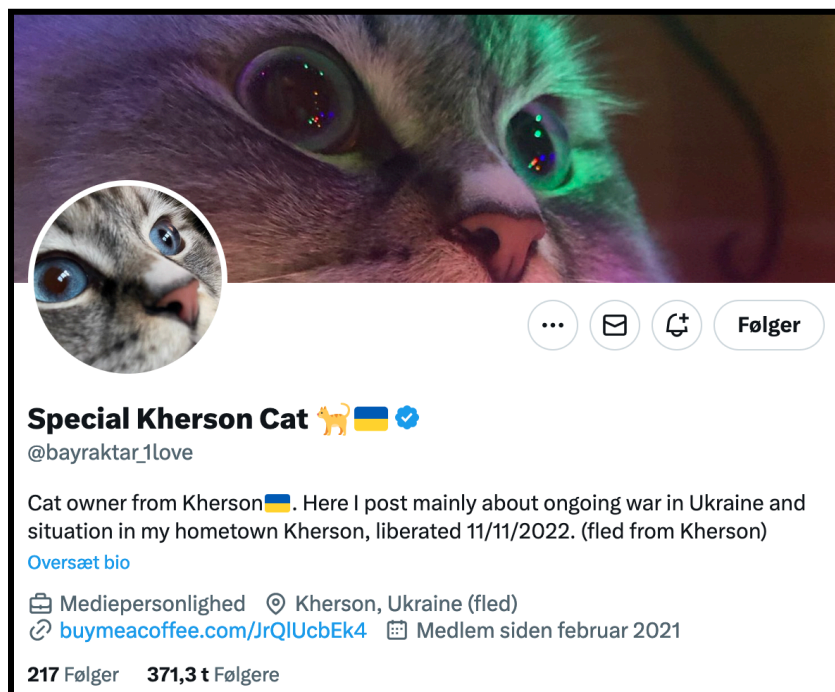 Følger
Special Kherson Cat 🐈🇺🇦
@bayraktar_1love
Cat owner from Kherson🇺🇦. Here I post mainly about ongoing war in Ukraine and
situation in my hometown Kherson, liberated 11/11/2022. (fled from Kherson)
Oversæt bio
Mediepersonlighed Kherson, Ukraine (fled)
buymeacoffee.com/JrQlUcbEk4 Medlem siden februar 2021
217 Følger 371,3 t Følgere